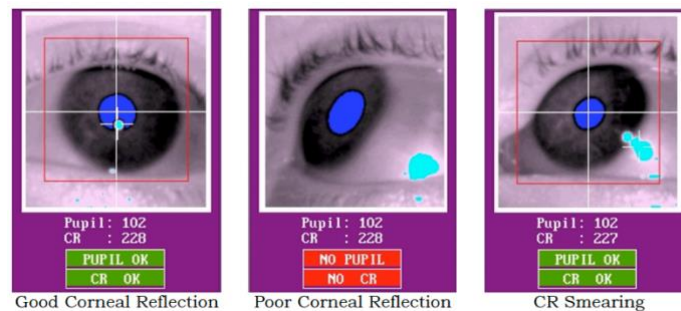 Pupil: 102
CR : 228
PUPIL OK
CR OK
Good Corneal Reflection
Pupil: 102
CR : 228
NO PUPIL
NO CR
Poor Corneal Reflection
Pupil: 102
CR : 227
PUPIL OK
CR OK
CR Smearing